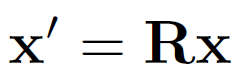 x′ = Rx